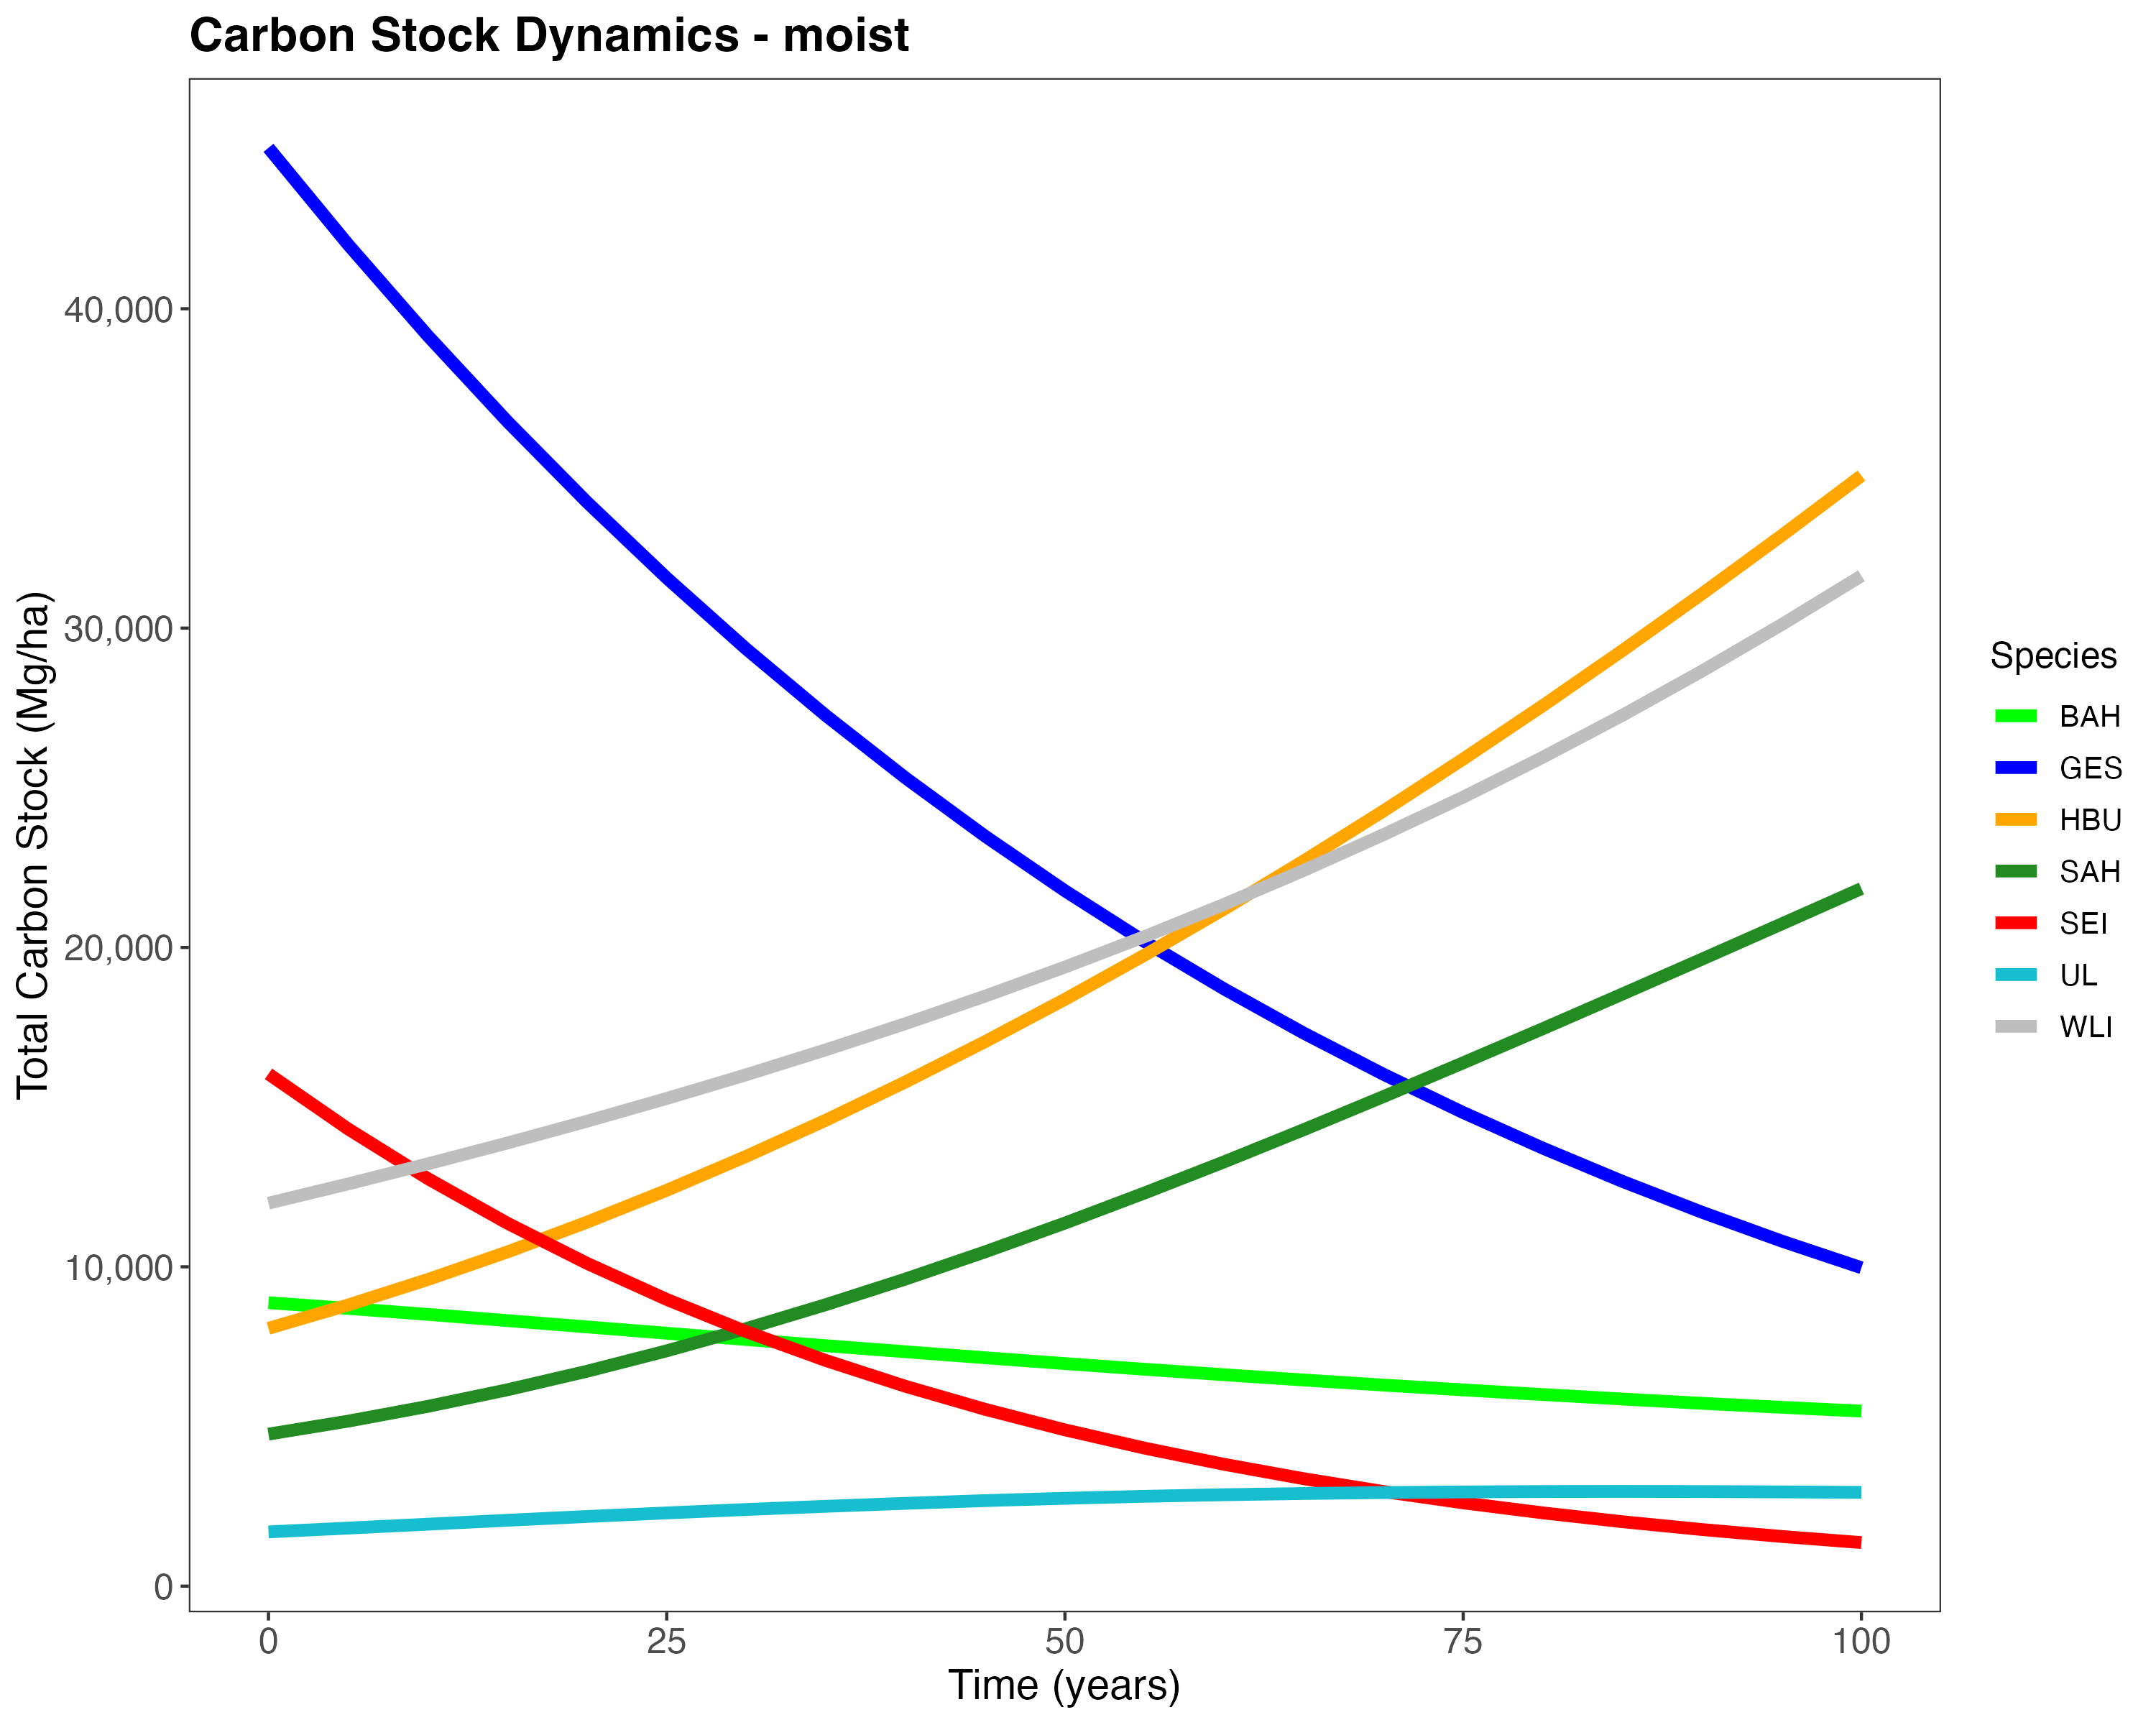 Carbon Stock Dynamics - moist
Total Carbon Stock (Mg/ha)
40,000
30,000
20,000
10,000
0
0
25
50
75
100
Time (years)
Species
BAH
GES
HBU
SAH
SEI
UL
WLI